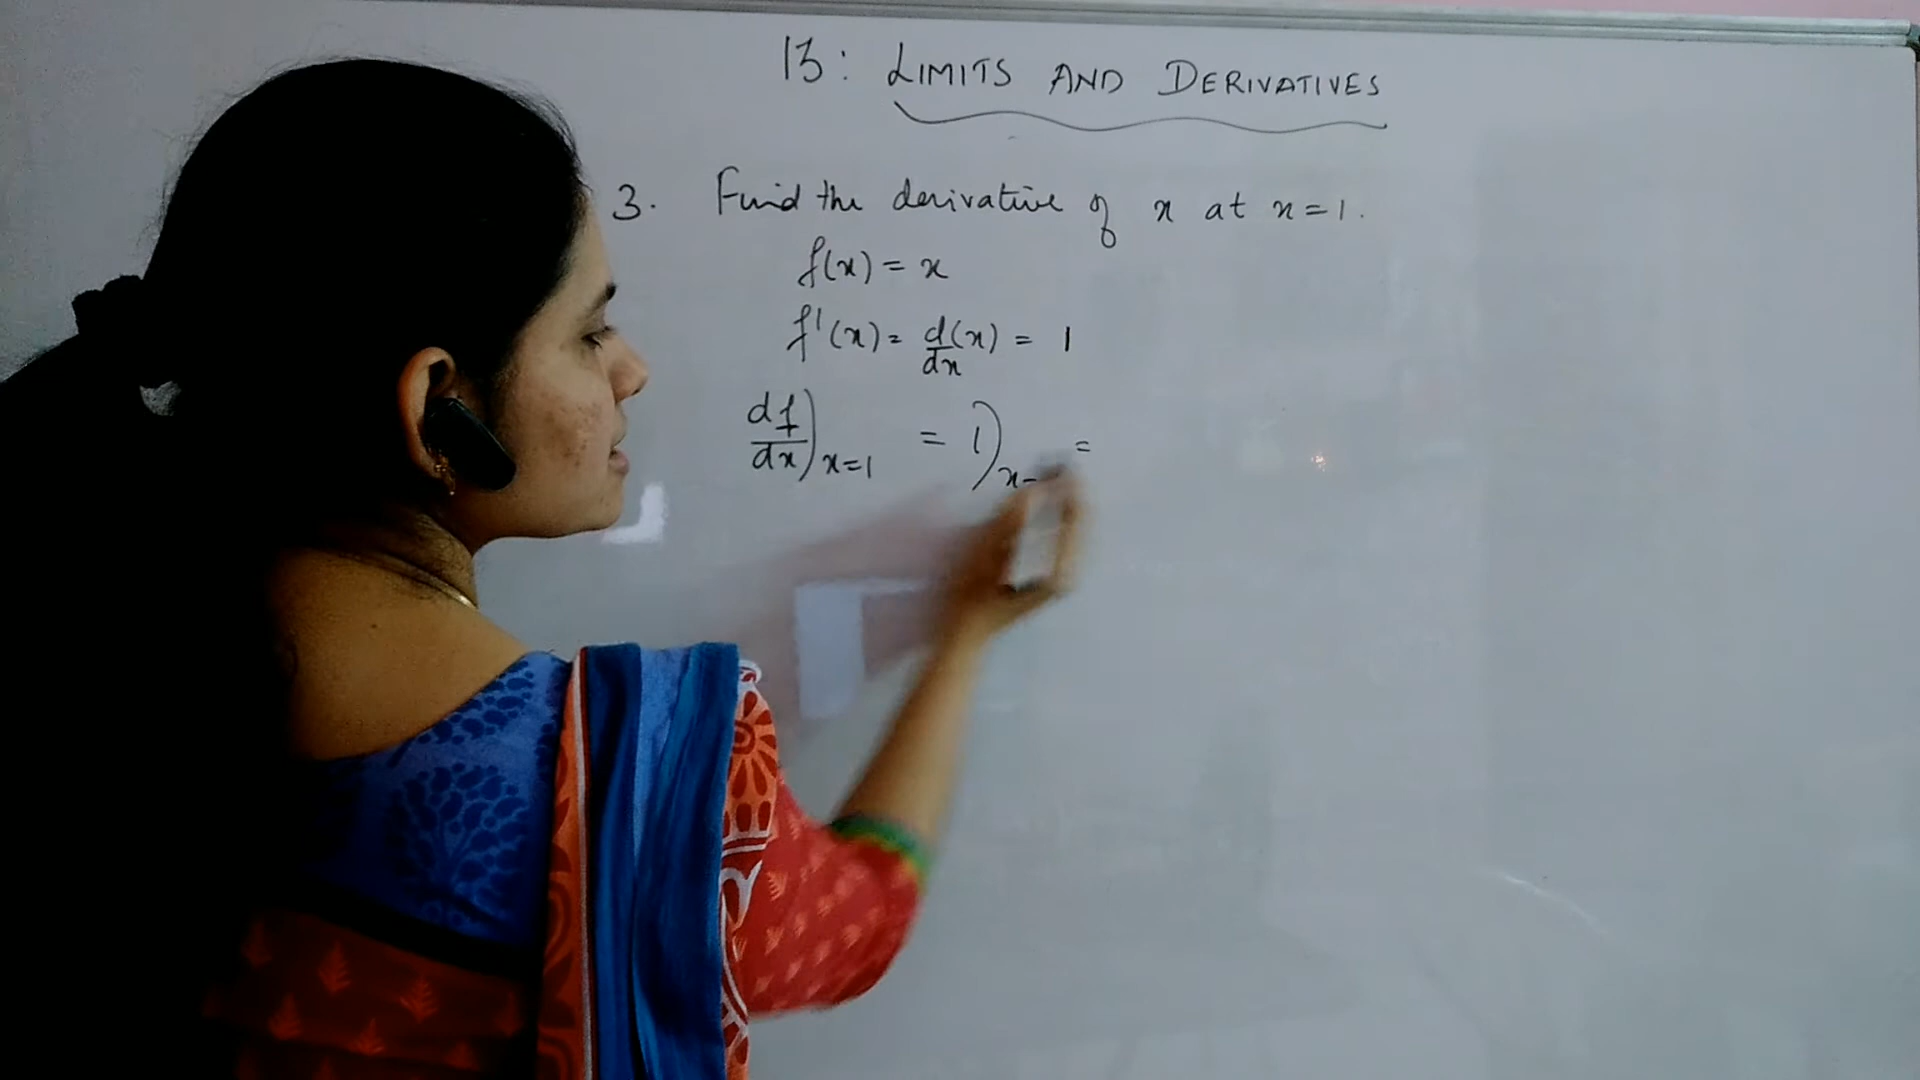 13: LIMITS AND DERIVATIVES
3. Find the derivative of x at x=1.
f(x) = x
f'(x) = d/dx (x) = 1
df/dx)x=1 = 1)x= =